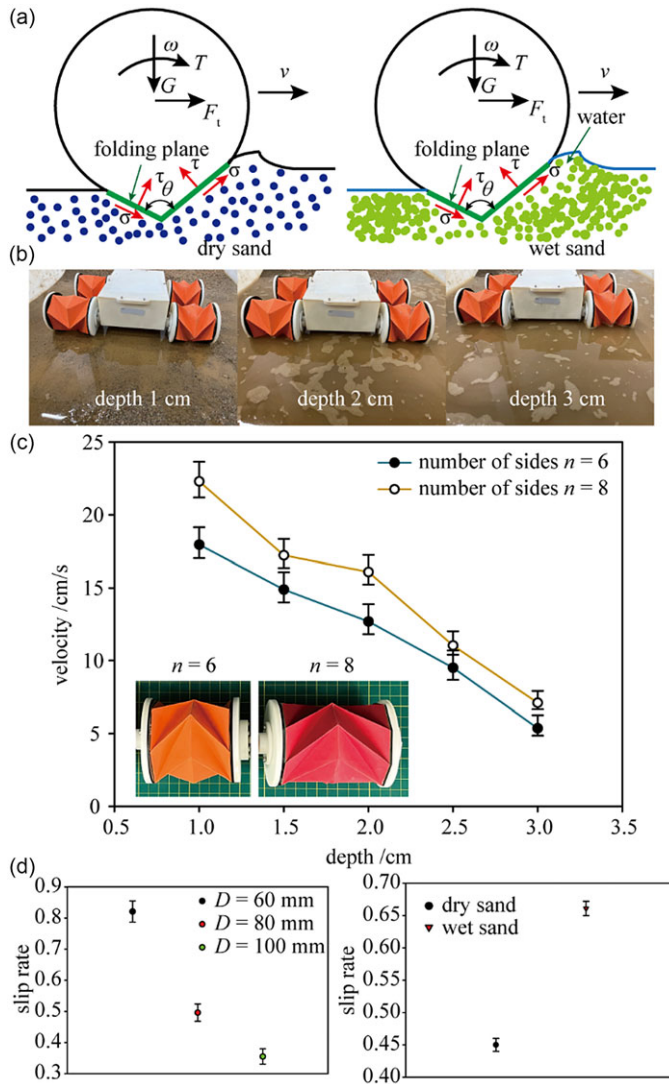 (a)
ω
T
G
F_t
v
folding plane
τ
θ
τ
σ
σ
dry sand
ω
T
G
F_t
v
water
folding plane
τ
θ
τ
σ
σ
wet sand
(b)
depth 1 cm
depth 2 cm
depth 3 cm
(c)
25
20
15
10
5
0
velocity /cm/s
number of sides n = 6
number of sides n = 8
n = 6
n = 8
0.5
1.0
1.5
2.0
2.5
3.0
3.5
depth /cm
(d)
0.9
0.8
0.7
0.6
0.5
0.4
0.3
slip rate
D = 60 mm
D = 80 mm
D = 100 mm
0.70
0.65
0.60
0.55
0.50
0.45
0.40
slip rate
dry sand
wet sand